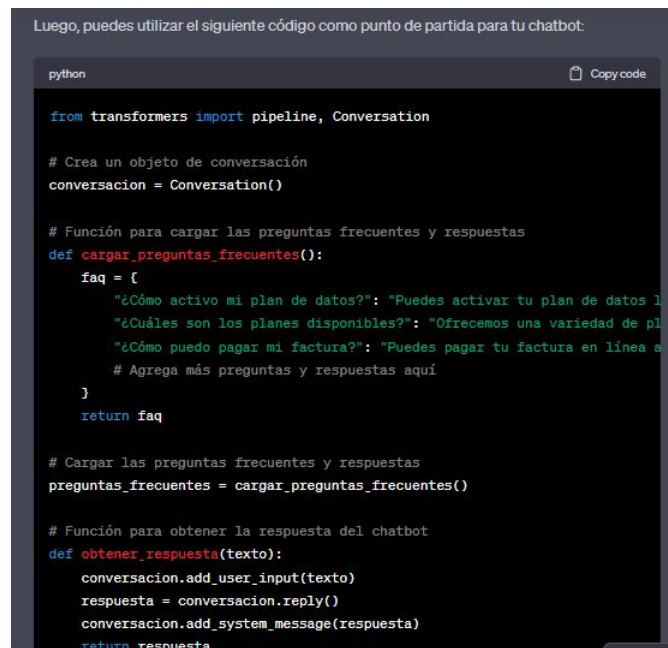 Luego, puedes utilizar el siguiente código como punto de partida para tu chatbot:
python Copy code
from transformers import pipeline, Conversation
# Crea un objeto de conversación
conversacion = Conversation()
# Función para cargar las preguntas frecuentes y respuestas
def cargar_preguntas_frecuentes():
    faq = {
        "¿Cómo activo mi plan de datos?": "Puedes activar tu plan de datos l
        "¿Cuáles son los planes disponibles?": "Ofrecemos una variedad de pl
        "¿Cómo puedo pagar mi factura?": "Puedes pagar tu factura en línea a
        # Agrega más preguntas y respuestas aquí
    }
    return faq
# Cargar las preguntas frecuentes y respuestas
preguntas_frecuentes = cargar_preguntas_frecuentes()
# Función para obtener la respuesta del chatbot
def obtener_respuesta(texto):
    conversacion.add_user_input(texto)
    respuesta = conversacion.reply()
    conversacion.add_system_message(respuesta)
    return respuesta